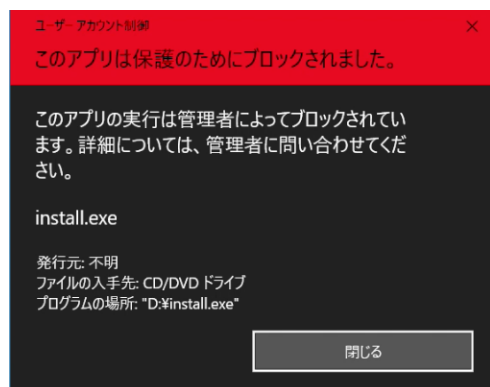 ユーザー アカウント制御
このアプリは保護のためにブロックされました。
このアプリの実行は管理者によってブロックされてい
ます。詳細については、管理者に問い合わせてくだ
さい。
install.exe
発行元: 不明
ファイルの入手先: CD/DVD ドライブ
プログラムの場所: "D:¥install.exe"
閉じる